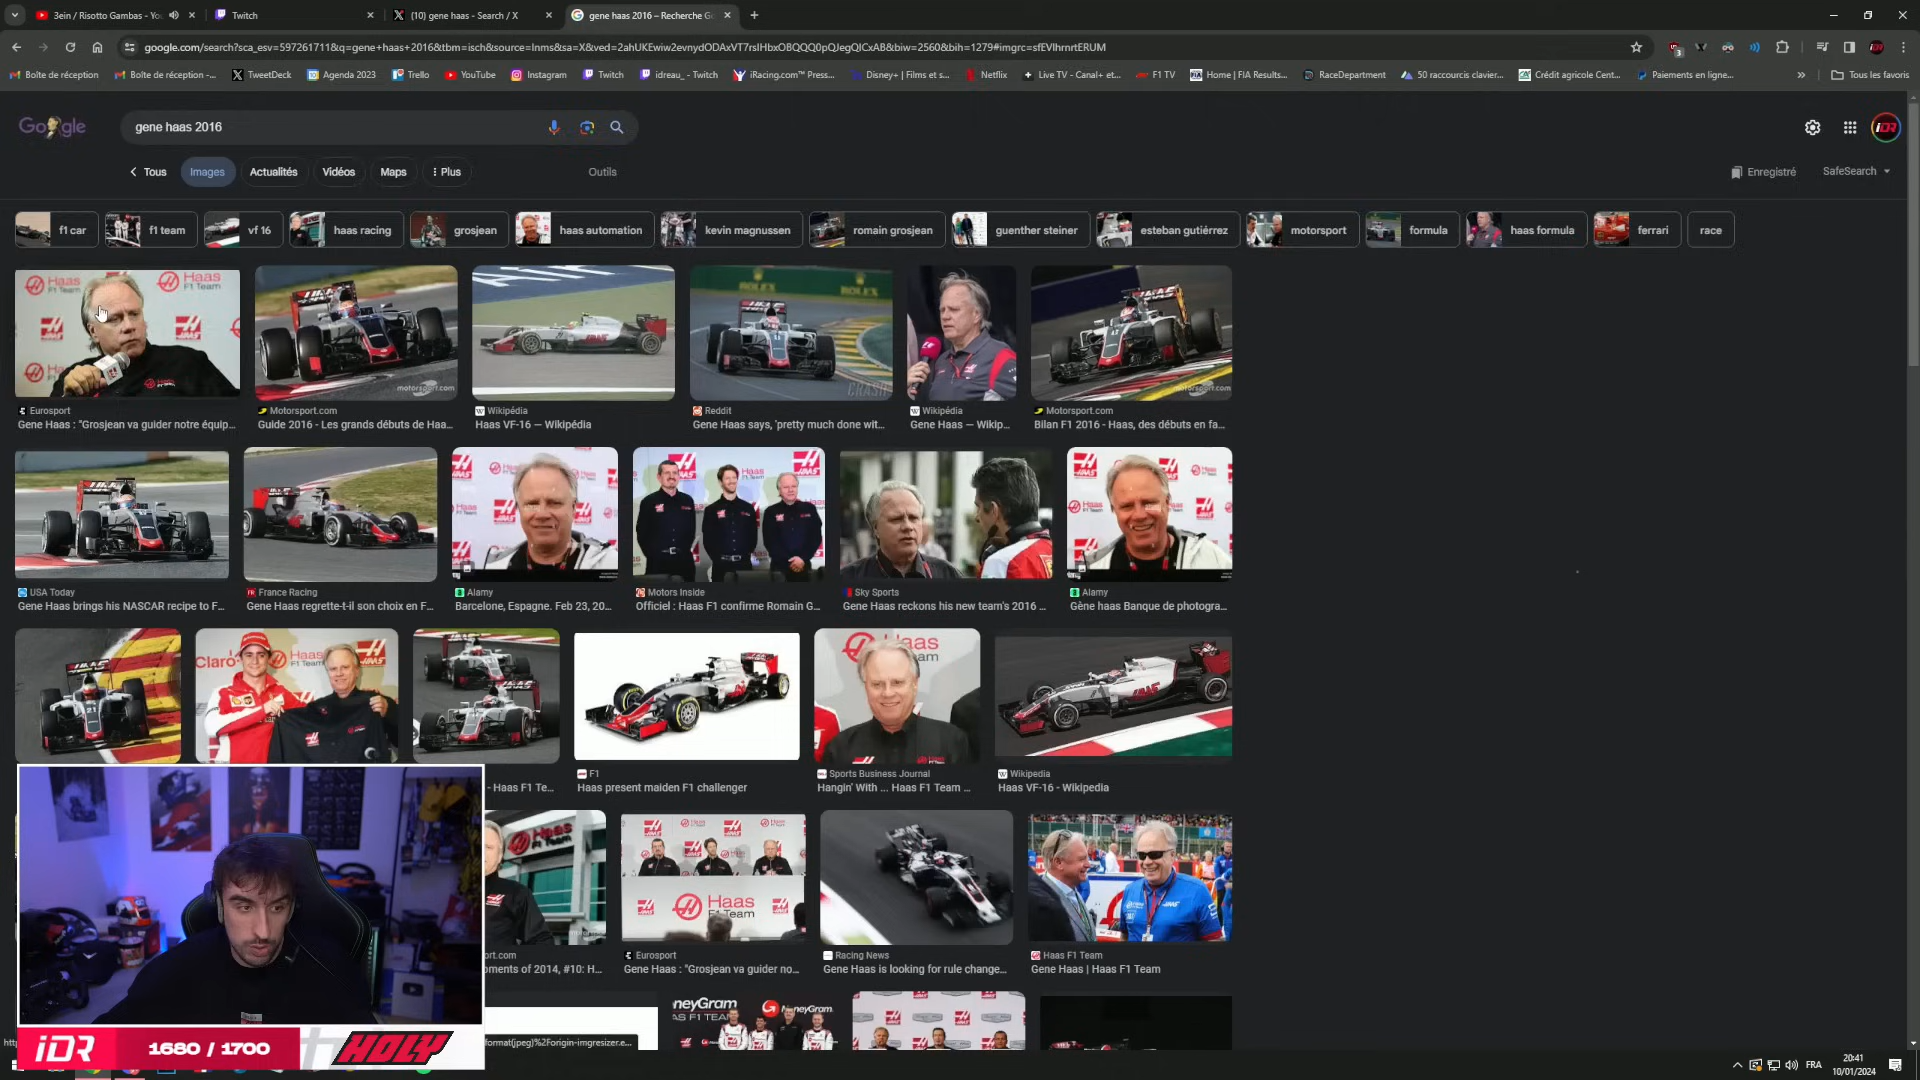 3ein / Risotto Gambas - Yo
Twitch
(10) gene haas - Search / X
gene haas 2016 – Recherche G
google.com/search?sca_esv=597261711&q=gene+haas+2016&tbm=isch&source=lnms&sa=X&ved=2ahUKEwiw2evnydODAxVT7rsIHbxOBQQQ0pQJegQICxAB&biw=2560&bih=1279#imgrc=sfEVIhrnrtERUM
Boîte de réception
Boîte de réception -...
TweetDeck
Agenda 2023
Trello
YouTube
Instagram
Twitch
idreau_ - Twitch
iRacing.com™ Press...
Disney+ | Films et s...
Netflix
Live TV - Canal+ et...
F1 TV
Home | FIA Results...
RaceDepartment
50 raccourcis clavier...
Crédit agricole Cent...
Paiements en ligne...
Tous les favoris
gene haas 2016
Tous
Images
Actualités
Vidéos
Maps
Plus
Outils
Enregistré
SafeSearch
f1 car
f1 team
vf 16
haas racing
grosjean
haas automation
kevin magnussen
romain grosjean
guenther steiner
esteban gutiérrez
motorsport
formula
haas formula
ferrari
race
Eurosport
Gene Haas : "Grosjean va guider notre équip...
Motorsport.com
Guide 2016 - Les grands débuts de Haa...
Wikipédia
Haas VF-16 — Wikipédia
Reddit
Gene Haas says, 'pretty much done wit...
Wikipédia
Gene Haas — Wikip...
Motorsport.com
Bilan F1 2016 - Haas, des débuts en fa...
USA Today
Gene Haas brings his NASCAR recipe to F...
France Racing
Gene Haas regrette-t-il son choix en F...
Alamy
Barcelone, Espagne. Feb 23, 20...
Motors Inside
Officiel : Haas F1 confirme Romain G...
Sky Sports
Gene Haas reckons his new team's 2016 ...
Alamy
Gène haas Banque de photogra...
- Haas F1 Te...
F1
Haas present maiden F1 challenger
Sports Business Journal
Hangin' With ... Haas F1 Team ...
Wikipedia
Haas VF-16 - Wikipedia
ort.com
oments of 2014, #10: H...
Eurosport
Gene Haas : "Grosjean va guider no...
Racing News
Gene Haas is looking for rule change...
Haas F1 Team
Gene Haas | Haas F1 Team
format(jpeg)%2Forigin-imgresizer.e...
iDR
1680 / 1700
HOLY
FRA
20:41
10/01/2024